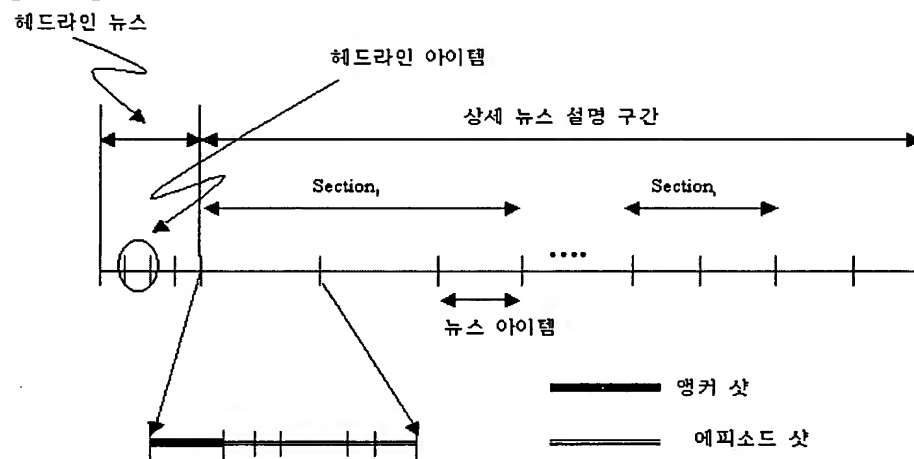 헤드라인 뉴스
헤드라인 아이템
상세 뉴스 설명 구간
Section, Section,
....
뉴스 아이템
앵커 샷
에피소드 샷